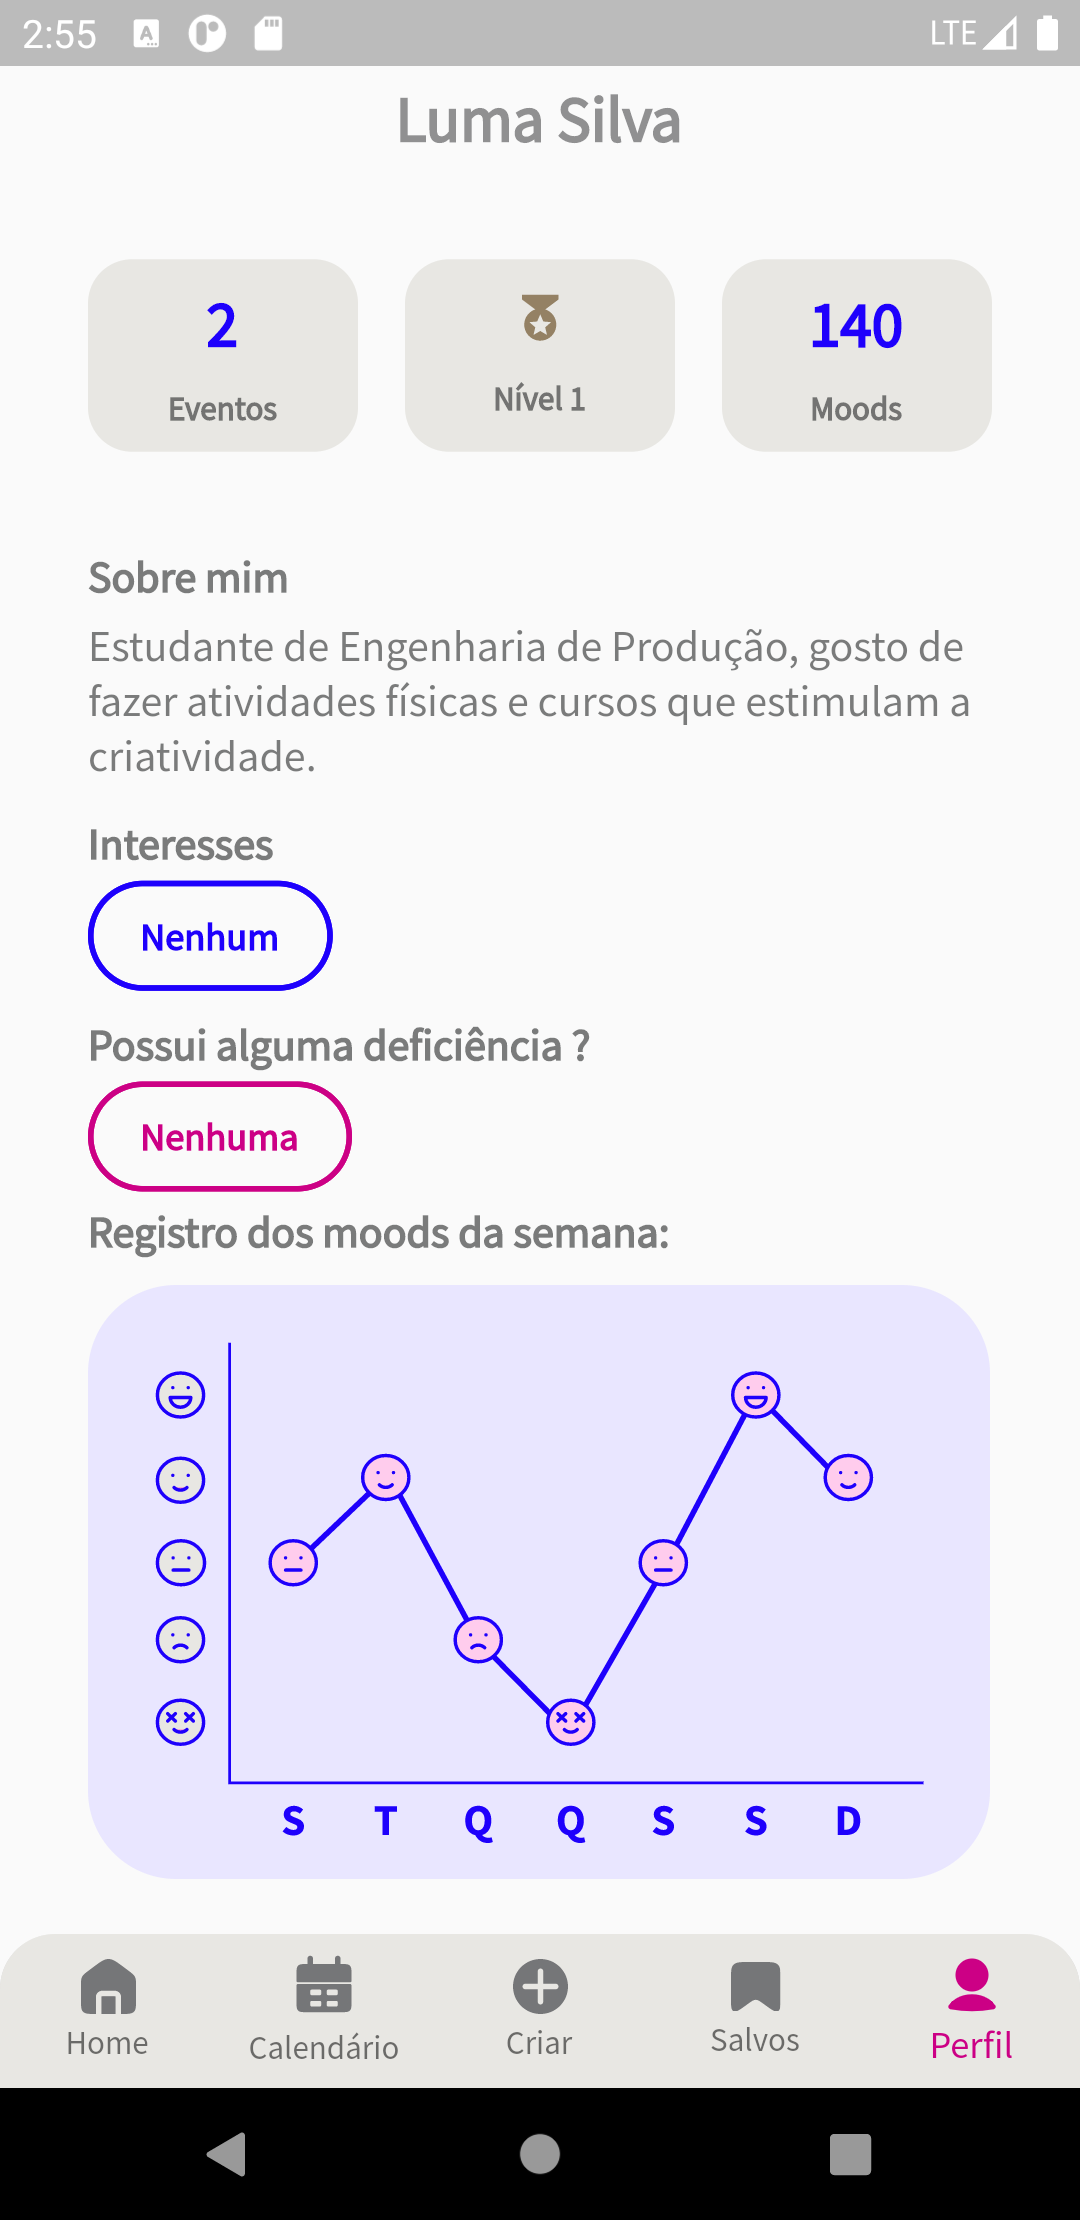 2:55
LTE
Luma Silva
2
Eventos
Nível 1
140
Moods
Sobre mim
Estudante de Engenharia de Produção, gosto de
fazer atividades físicas e cursos que estimulam a
criatividade.
Interesses
Nenhum
Possui alguma deficiência ?
Nenhuma
Registro dos moods da semana:
S T Q Q S S D
Home
Calendário
Criar
Salvos
Perfil